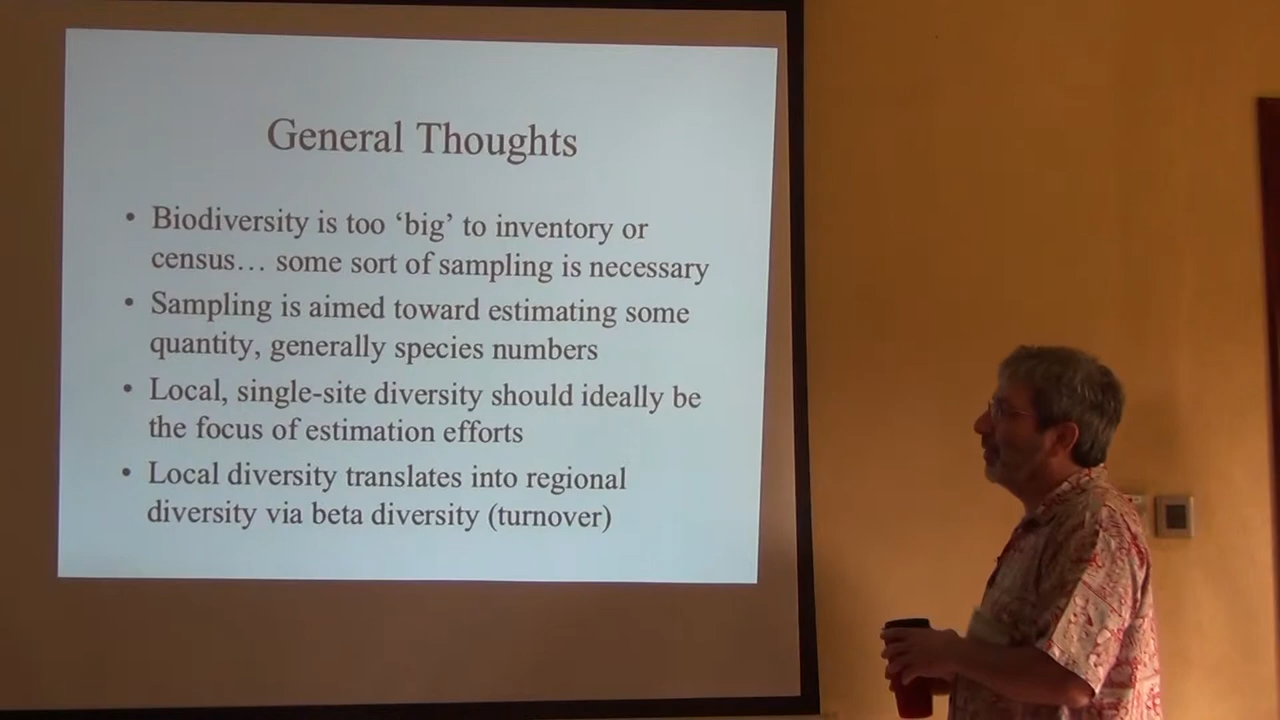 General Thoughts
• Biodiversity is too ‘big’ to inventory or
census… some sort of sampling is necessary
• Sampling is aimed toward estimating some
quantity, generally species numbers
• Local, single-site diversity should ideally be
the focus of estimation efforts
• Local diversity translates into regional
diversity via beta diversity (turnover)